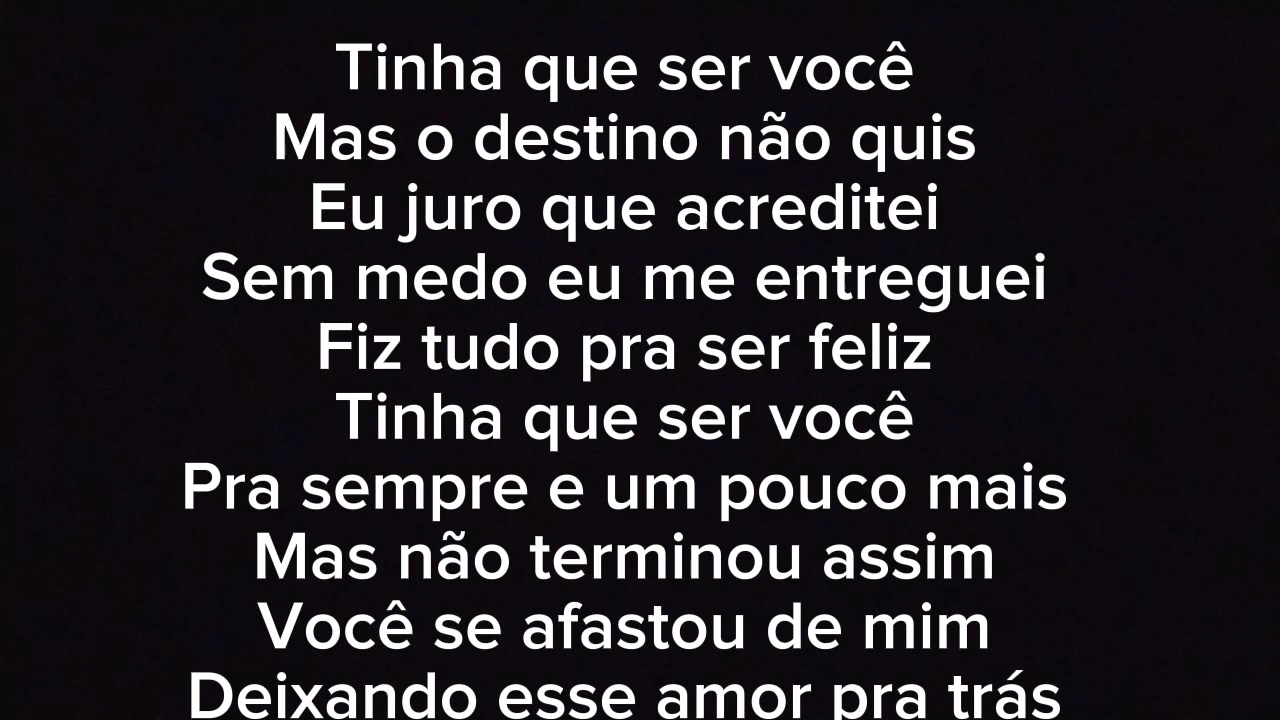 Tinha que ser você
Mas o destino não quis
Eu juro que acreditei
Sem medo eu me entreguei
Fiz tudo pra ser feliz
Tinha que ser você
Pra sempre e um pouco mais
Mas não terminou assim
Você se afastou de mim
Deixando esse amor pra trás